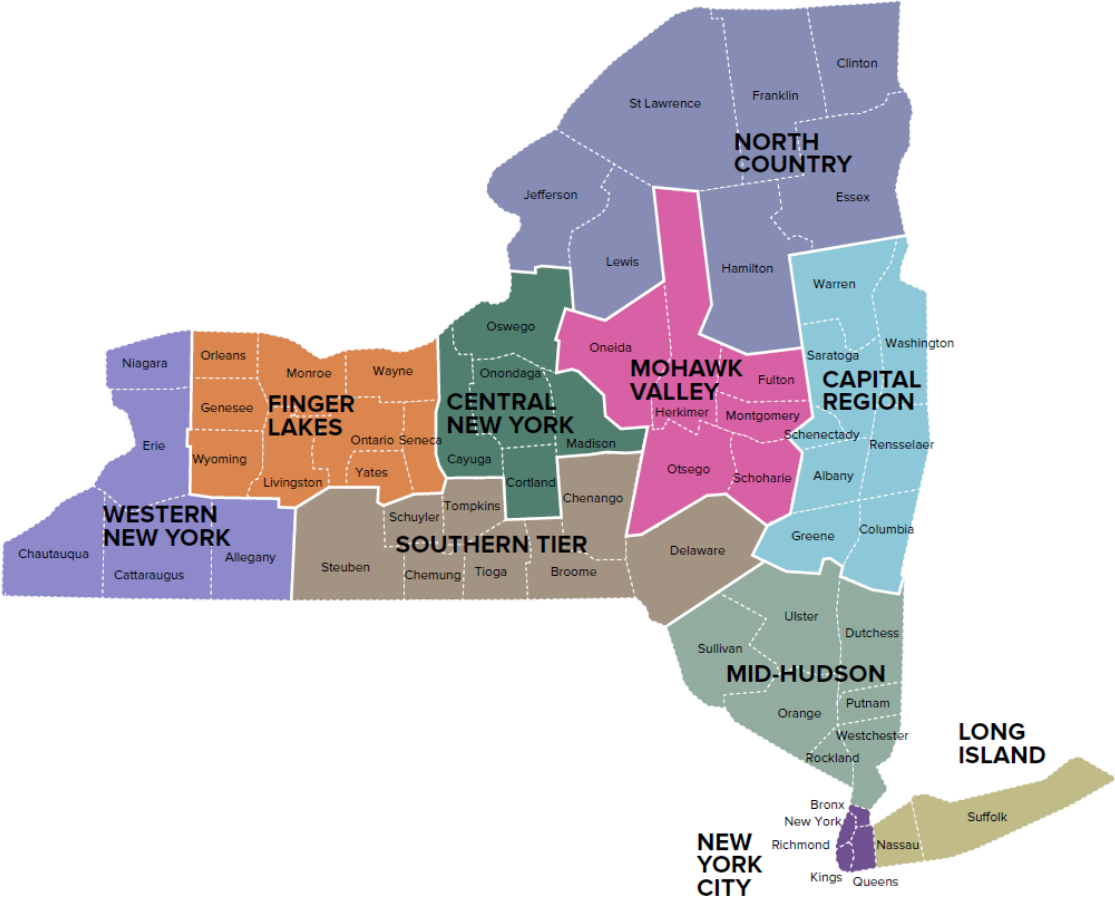 Clinton
Franklin
St Lawrence
NORTH
COUNTRY
Jefferson
Essex
Lewis
Hamilton
Warren
Oswego
Washington
Oneida
Saratoga
Niagara
Orleans
Monroe
Wayne
Onondaga
MOHAWK
VALLEY
Fulton
CAPITAL
REGION
Genesee
FINGER
LAKES
CENTRAL
NEW YORK
Herkimer
Montgomery
Schenectady
Erie
Ontario
Seneca
Madison
Rensselaer
Wyoming
Cayuga
Otsego
Schoharie
Albany
Yates
Livingston
Cortland
Chenango
Tompkins
Schuyler
WESTERN
NEW YORK
SOUTHERN TIER
Columbia
Greene
Chautauqua
Cattaraugus
Allegany
Steuben
Chemung
Tioga
Broome
Delaware
Ulster
Dutchess
Sullivan
MID-HUDSON
Putnam
Orange
Westchester
Rockland
LONG
ISLAND
Bronx
New York
Suffolk
NEW
YORK
CITY
Richmond
Nassau
Kings
Queens